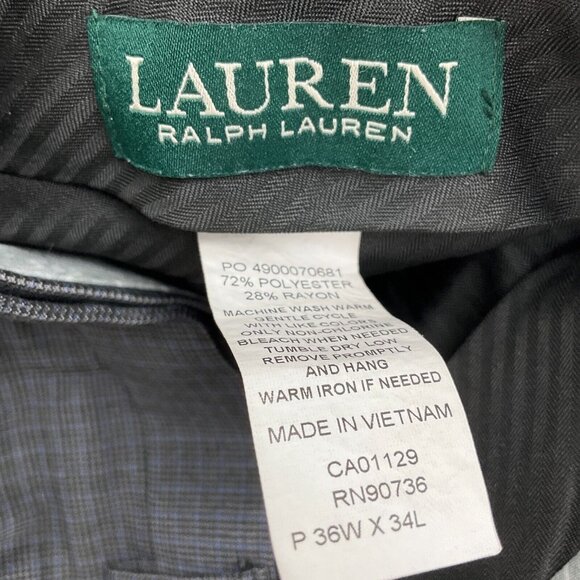 LAUREN
RALPH LAUREN
PO 4900070681
72% POLYESTER
28% RAYON
MACHINE WASH WARM
GENTLE CYCLE
WITH LIKE COLOR
ONLY NON-CHLORINE
BLEACH WHEN NEEDED
TUMBLE DRY LOW
REMOVE PROMPTLY
AND HANG
WARM IRON IF NEEDED
MADE IN VIETNAM
CA01129
RN90736
P 36W X 34L